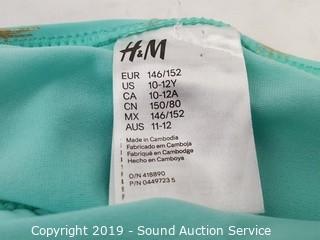 H&M
EUR 146/152
US 10-12Y
CA 10-12A
CN 150/80
MX 146/152
AUS 11-12
Made in Cambodia
Fabricado em Camboja
Fabriqué en Cambodge
Hecho en Camboya
O/N 418890
P/N 0449723 5
Copyright 2019 - Sound Auction Service